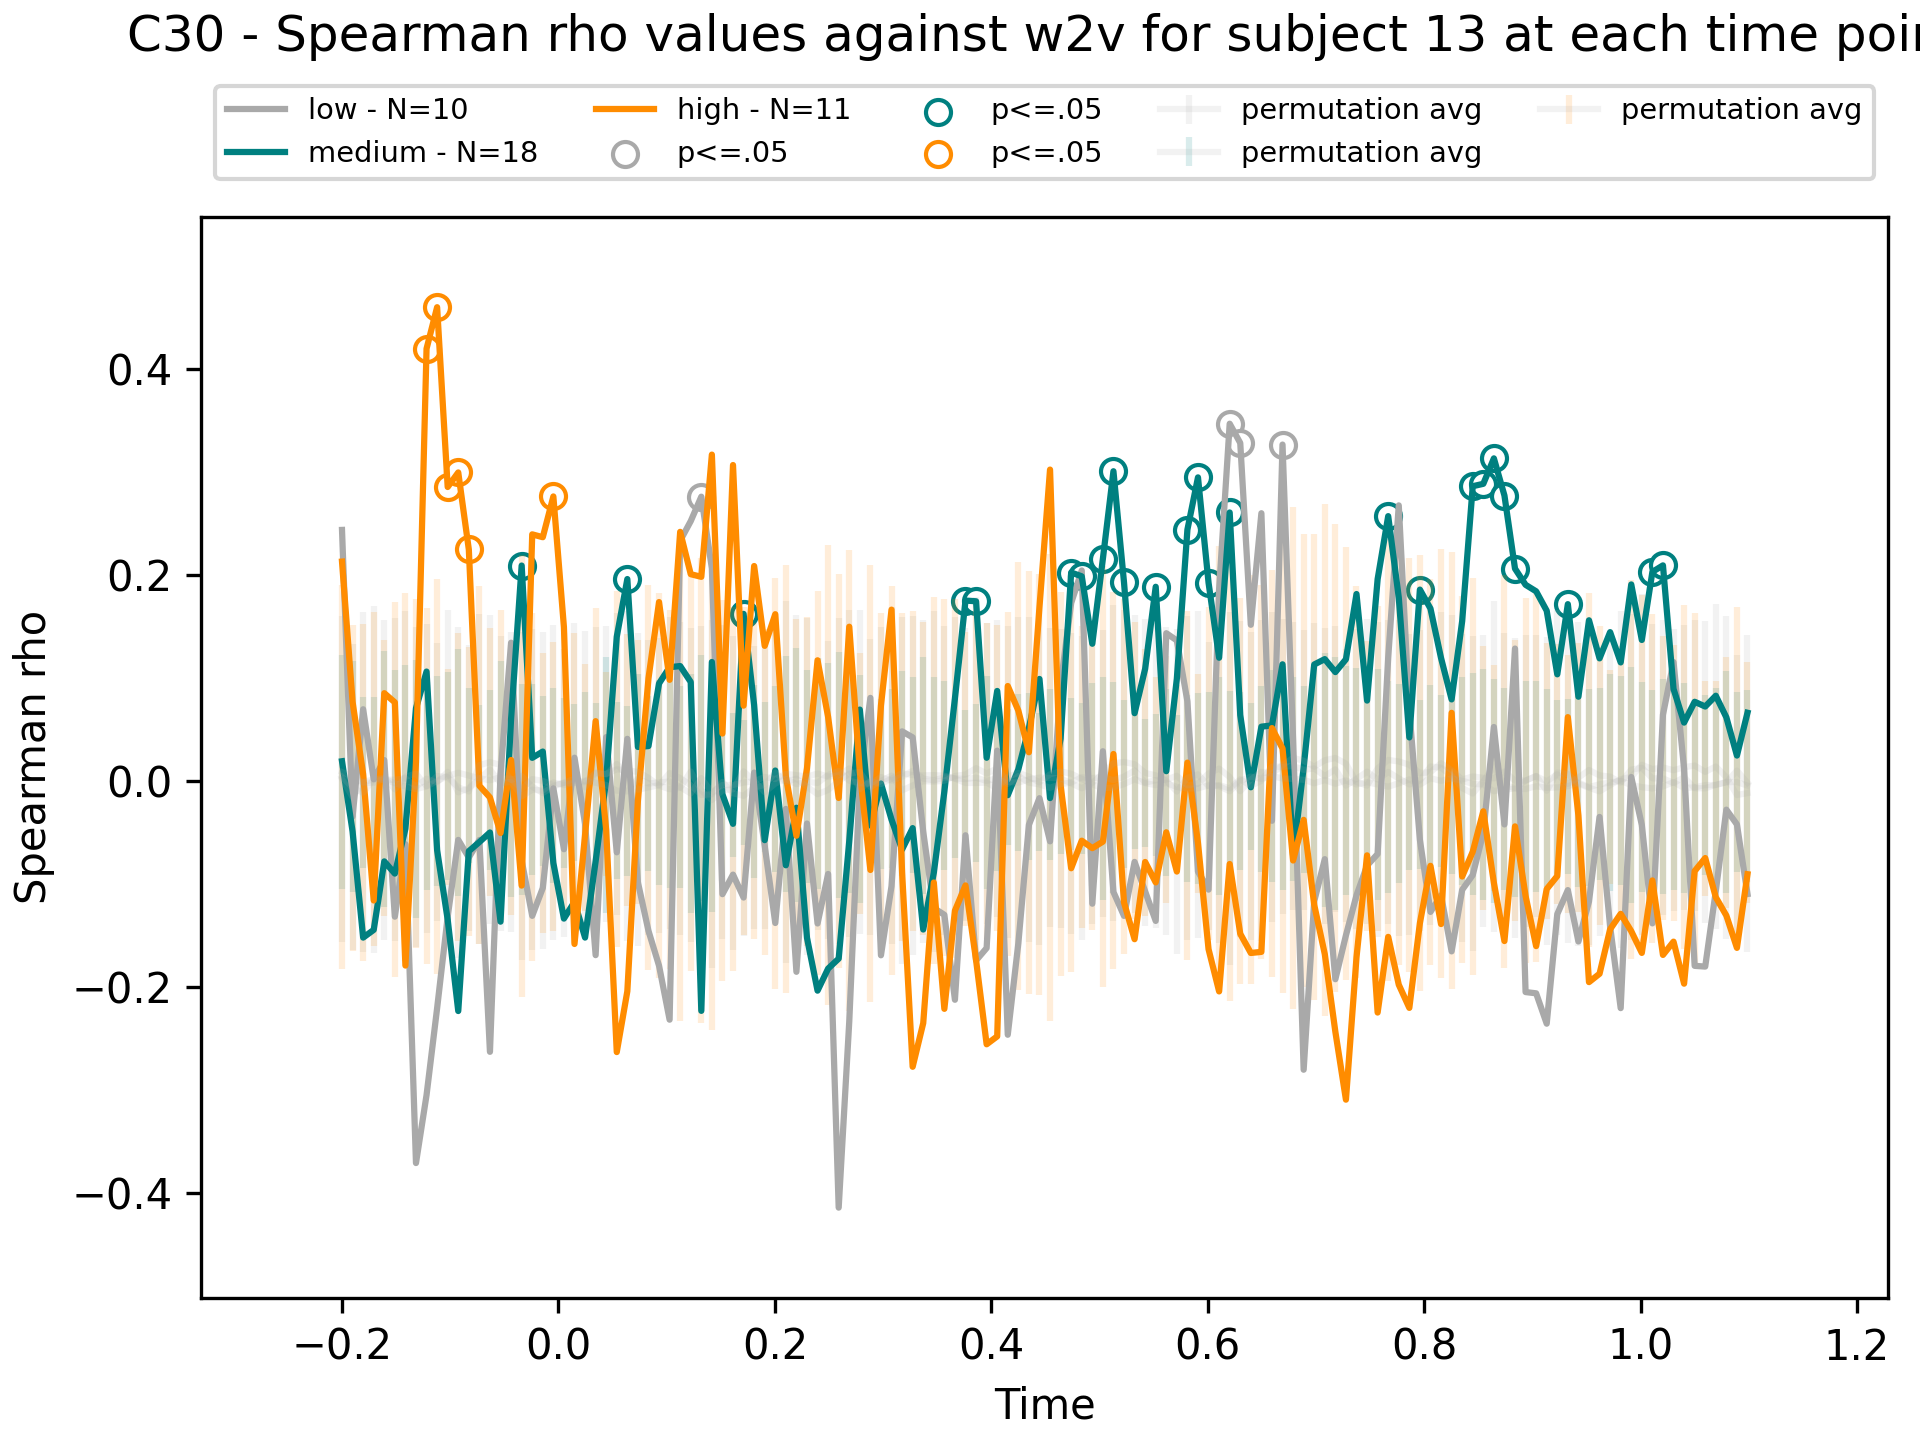 C30 - Spearman rho values against w2v for subject 13 at each time poi
low - N=10
medium - N=18
high - N=11
p<=.05
p<=.05
p<=.05
permutation avg
permutation avg
permutation avg
Spearman rho
0.4
0.2
0.0
−0.2
−0.4
−0.2 0.0 0.2 0.4 0.6 0.8 1.0 1.2
Time